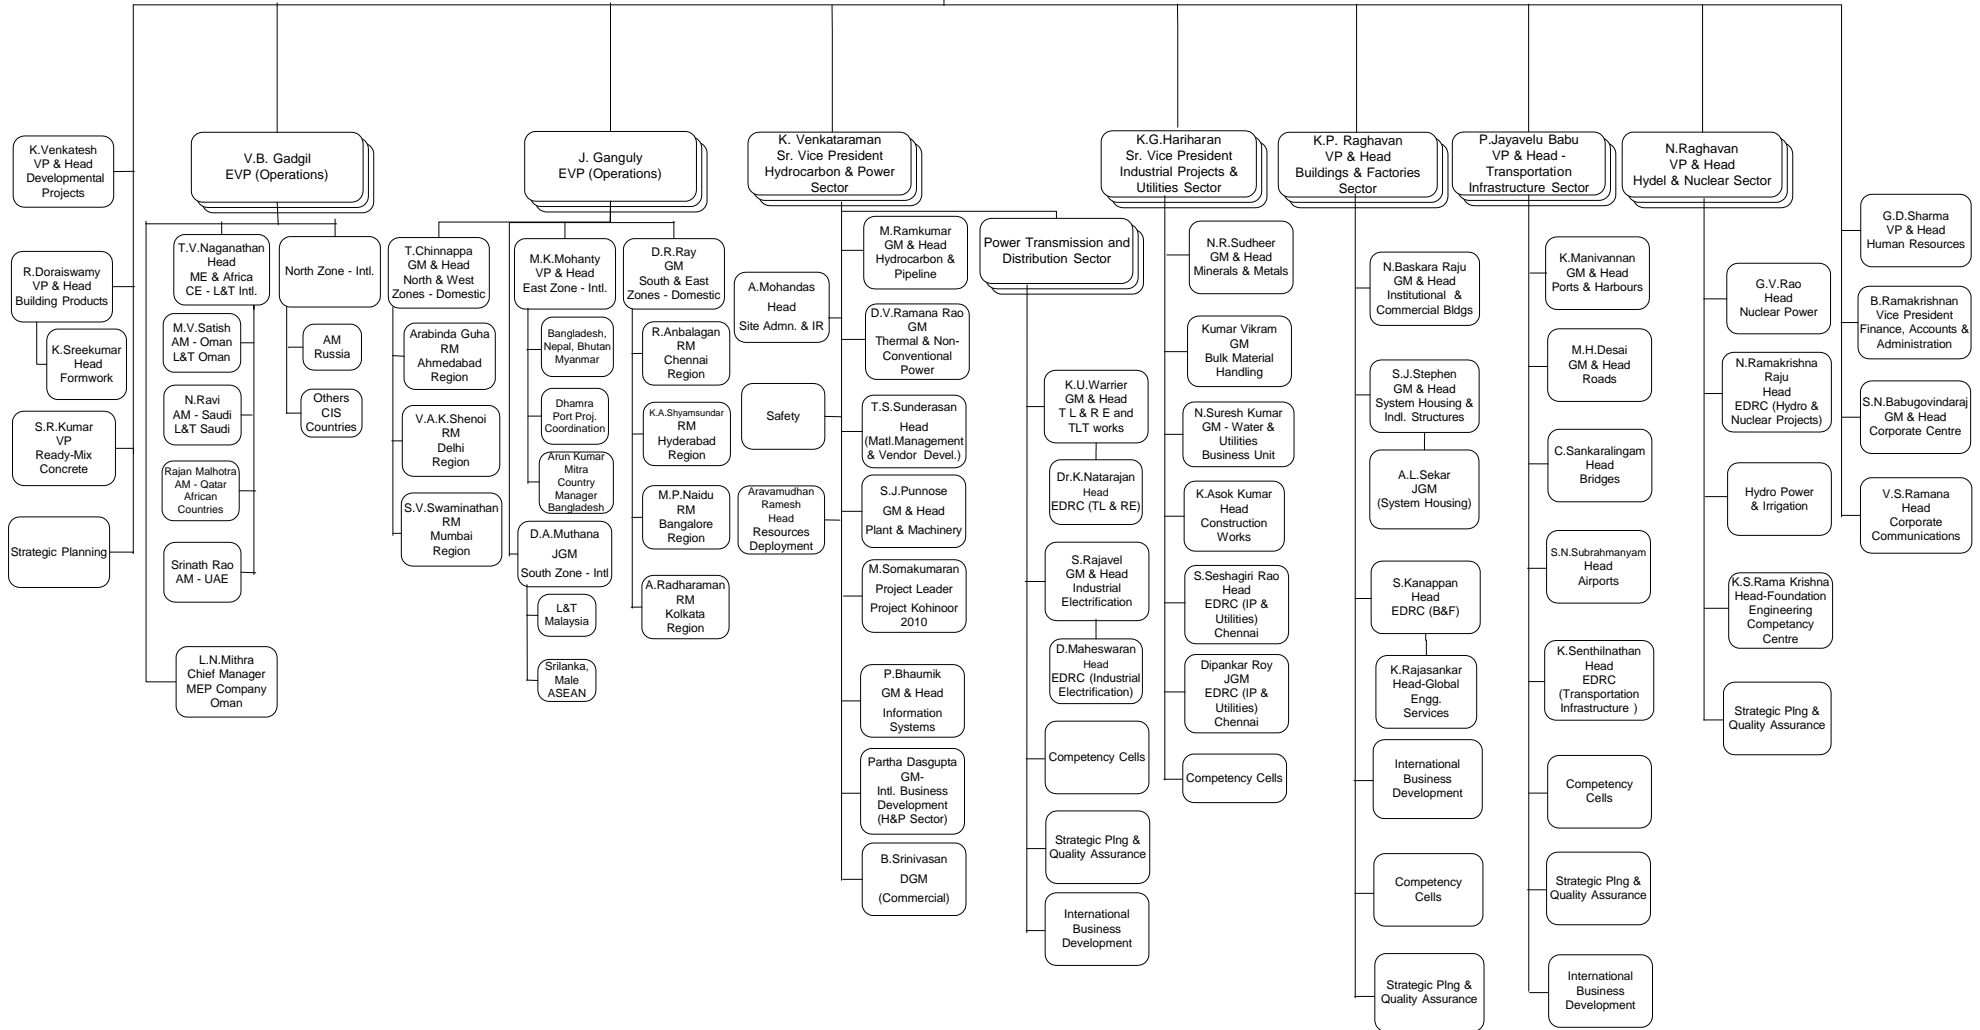 K.Venkatesh
VP & Head
Developmental
Projects
R.Doraiswamy
VP & Head
Building Products
K.Sreekumar
Head
Formwork
S.R.Kumar
VP
Ready-Mix
Concrete
Strategic Planning
V.B. Gadgil
EVP (Operations)
T.V.Naganathan
Head
ME & Africa
CE - L&T Intl.
M.V.Satish
AM - Oman
L&T Oman
N.Ravi
AM - Saudi
L&T Saudi
Rajan Malhotra
AM - Qatar
African
Countries
Srinath Rao
AM - UAE
L.N.Mithra
Chief Manager
MEP Company
Oman
North Zone - Intl.
AM
Russia
Others
CIS
Countries
J. Ganguly
EVP (Operations)
T.Chinnappa
GM & Head
North & West
Zones - Domestic
Arabinda Guha
RM
Ahmedabad
Region
V.A.K.Shenoi
RM
Delhi
Region
S.V.Swaminathan
RM
Mumbai
Region
M.K.Mohanty
VP & Head
East Zone - Intl.
Bangladesh,
Nepal, Bhutan
Myanmar
Dhamra
Port Proj.
Coordination
Arun Kumar
Mitra
Country
Manager
Bangladesh
D.A.Muthana
JGM
South Zone - Intl
L&T
Malaysia
Srilanka,
Male
ASEAN
D.R.Ray
GM
South & East
Zones - Domestic
R.Anbalagan
RM
Chennai
Region
K.A.Shyamsundar
RM
Hyderabad
Region
M.P.Naidu
RM
Bangalore
Region
A.Radharaman
RM
Kolkata
Region
K. Venkataraman
Sr. Vice President
Hydrocarbon & Power
Sector
A.Mohandas
Head
Site Admn. & IR
Safety
Aravamudhan
Ramesh
Head
Resources
Deployment
M.Ramkumar
GM & Head
Hydrocarbon &
Pipeline
D.V.Ramana Rao
GM
Thermal & Non-
Conventional
Power
T.S.Sunderasan
Head
(Matl.Management
& Vendor Devel.)
S.J.Punnose
GM & Head
Plant & Machinery
M.Somakumaran
Project Leader
Project Kohinoor
2010
P.Bhaumik
GM & Head
Information
Systems
Partha Dasgupta
GM-
Intl. Business
Development
(H&P Sector)
B.Srinivasan
DGM
(Commercial)
Power Transmission and
Distribution Sector
K.U.Warrier
GM & Head
T L & R E and
TLT works
Dr.K.Natarajan
Head
EDRC (TL & RE)
S.Rajavel
GM & Head
Industrial
Electrification
D.Maheswaran
Head
EDRC (Industrial
Electrification)
Competency Cells
Strategic Plng &
Quality Assurance
International
Business
Development
K.G.Hariharan
Sr. Vice President
Industrial Projects &
Utilities Sector
N.R.Sudheer
GM & Head
Minerals & Metals
Kumar Vikram
GM
Bulk Material
Handling
N.Suresh Kumar
GM - Water &
Utilities
Business Unit
K.Asok Kumar
Head
Construction
Works
S.Seshagiri Rao
Head
EDRC (IP &
Utilities)
Chennai
Dipankar Roy
JGM
EDRC (IP &
Utilities)
Chennai
Competency Cells
K.P. Raghavan
VP & Head
Buildings & Factories
Sector
N.Baskara Raju
GM & Head
Institutional &
Commercial Bldgs
S.J.Stephen
GM & Head
System Housing &
Indl. Structures
A.L.Sekar
JGM
(System Housing)
S.Kanappan
Head
EDRC (B&F)
K.Rajasankar
Head-Global
Engg.
Services
International
Business
Development
Competency
Cells
Strategic Plng &
Quality Assurance
P.Jayavelu Babu
VP & Head -
Transportation
Infrastructure Sector
K.Manivannan
GM & Head
Ports & Harbours
M.H.Desai
GM & Head
Roads
C.Sankaralingam
Head
Bridges
S.N.Subrahmanyam
Head
Airports
K.Senthilnathan
Head
EDRC
(Transportation
Infrastructure )
Competency
Cells
Strategic Plng &
Quality Assurance
International
Business
Development
N.Raghavan
VP & Head
Hydel & Nuclear Sector
G.V.Rao
Head
Nuclear Power
N.Ramakrishna
Raju
Head
EDRC (Hydro &
Nuclear Projects)
Hydro Power
& Irrigation
K.S.Rama Krishna
Head-Foundation
Engineering
Competancy
Centre
Strategic Plng &
Quality Assurance
G.D.Sharma
VP & Head
Human Resources
B.Ramakrishnan
Vice President
Finance, Accounts &
Administration
S.N.Babugovindaraj
GM & Head
Corporate Centre
V.S.Ramana
Head
Corporate
Communications